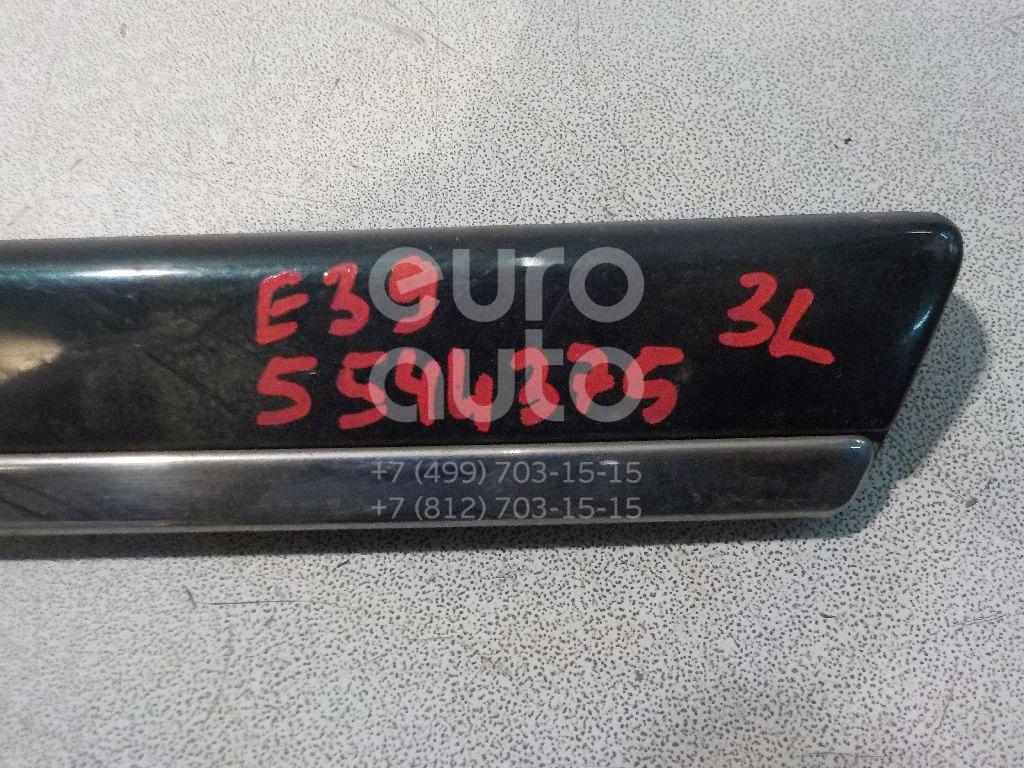 E39
3L
5594375
euro
auto
+7 (499) 703-15-15
+7 (812) 703-15-15